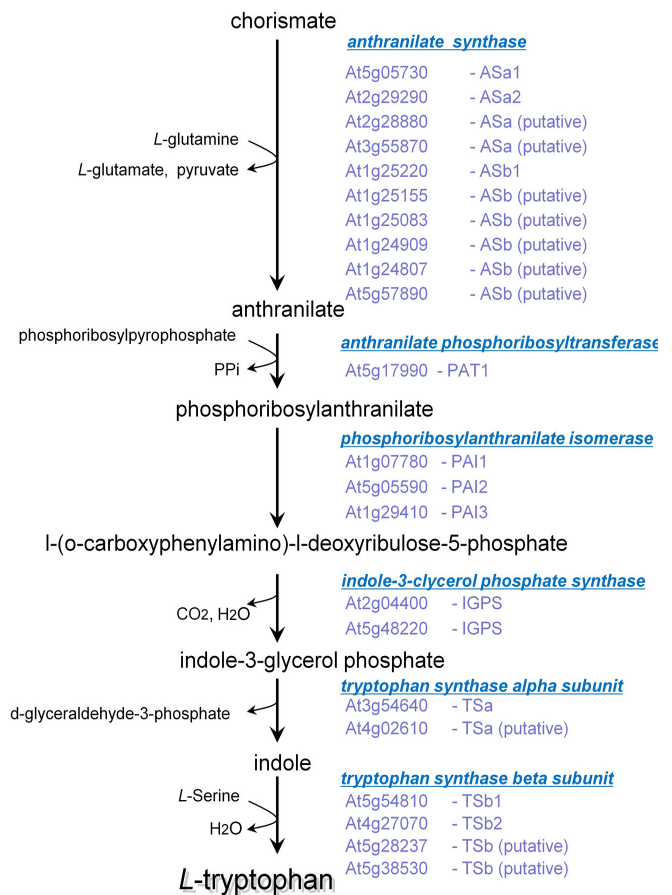 chorismate
anthranilate synthase
At5g05730 - ASa1
At2g29290 - ASa2
At2g28880 - ASa (putative)
At3g55870 - ASa (putative)
At1g25220 - ASb1
At1g25155 - ASb (putative)
At1g25083 - ASb (putative)
At1g24909 - ASb (putative)
At1g24807 - ASb (putative)
At5g57890 - ASb (putative)
L-glutamine
L-glutamate, pyruvate
anthranilate
phosphoribosylpyrophosphate
PPi
anthranilate phosphoribosyltransferase
At5g17990 - PAT1
phosphoribosylanthranilate
phosphoribosylanthranilate isomerase
At1g07780 - PAI1
At5g05590 - PAI2
At1g29410 - PAI3
l-(o-carboxyphenylamino)-l-deoxyribulose-5-phosphate
indole-3-clycerol phosphate synthase
At2g04400 - IGPS
At5g48220 - IGPS
CO2, H2O
indole-3-glycerol phosphate
tryptophan synthase alpha subunit
At3g54640 - TSa
At4g02610 - TSa (putative)
d-glyceraldehyde-3-phosphate
indole
tryptophan synthase beta subunit
At5g54810 - TSb1
At4g27070 - TSb2
At5g28237 - TSb (putative)
At5g38530 - TSb (putative)
L-Serine
H2O
L-tryptophan